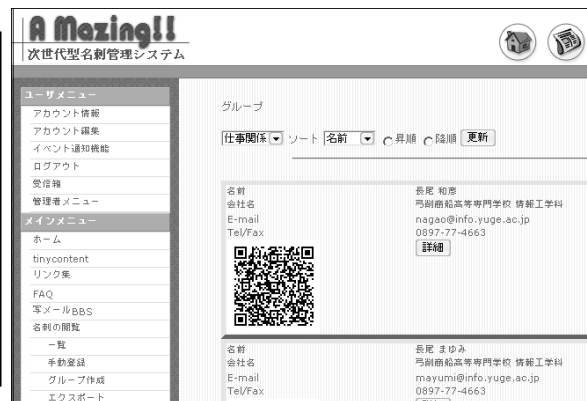 A Mazing!!
次世代型名刺管理システム
ユーザメニュー
アカウント情報
アカウント編集
イベント通知機能
ログアウト
受信箱
管理者メニュー
メインメニュー
ホーム
tinycontent
リンク集
FAQ
写メールBBS
名刺の閲覧
一覧
手動登録
グループ作成
エクスポート
グループ
仕事関係 ソート 名前 昇順 降順 更新
名前 長尾 和彦
会社名 弓削商船高等専門学校 情報工学科
E-mail nagao@info.yuge.ac.jp
Tel/Fax 0897-77-4663
詳細
名前 長尾 まゆみ
会社名 弓削商船高等専門学校 情報工学科
E-mail mayumi@info.yuge.ac.jp
Tel/Fax 0897-77-4663